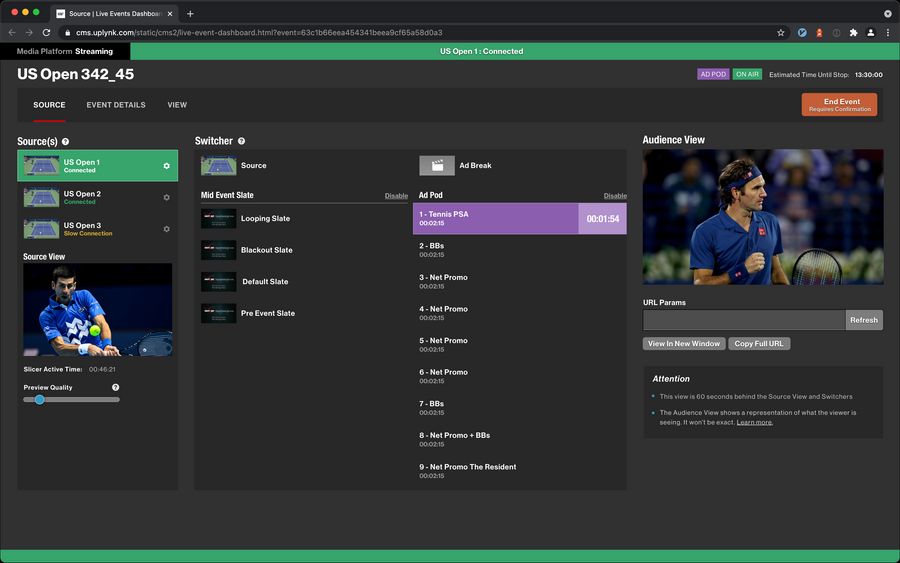 Source | Live Events Dashboard
cms.uplynk.com/static/cms2/live-event-dashboard.html?event=63c1b66eea454341beea9cf65a58d0a3
Media Platform Streaming
US Open 1 : Connected
US Open 342_45
AD POD
ON AIR
Estimated Time Until Stop: 13:30:00
SOURCE
EVENT DETAILS
VIEW
End Event
Requires Confirmation
Source(s) ?
US Open 1
Connected
US Open 2
Connected
US Open 3
Slow Connection
Source View
Slicer Active Time: 00:46:21
Preview Quality ?
Switcher ?
Source
Ad Break
Mid Event Slate Disable
Looping Slate
Blackout Slate
Default Slate
Pre Event Slate
Ad Pod Disable
1 - Tennis PSA
00:02:15
00:01:54
2 - BBs
00:02:15
3 - Net Promo
00:02:15
4 - Net Promo
00:02:15
5 - Net Promo
00:02:15
6 - Net Promo
00:02:15
7 - BBs
00:02:15
8 - Net Promo + BBs
00:02:15
9 - Net Promo The Resident
00:02:15
Audience View
URL Params
Refresh
View In New Window
Copy Full URL
Attention
This view is 60 seconds behind the Source View and Switchers
The Audience View shows a representation of what the viewer is
seeing. It won't be exact. Learn more.